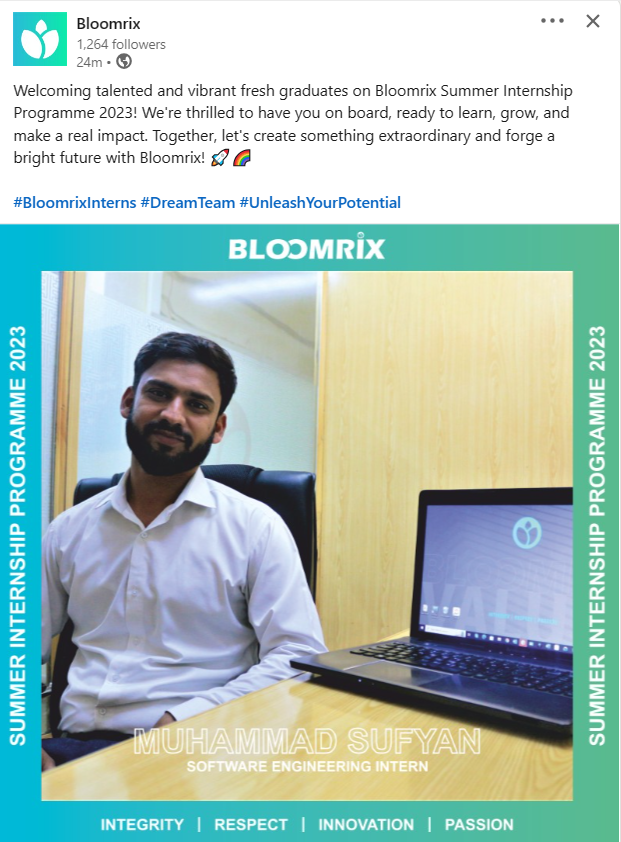 Bloomrix
1,264 followers
24m •
Welcoming talented and vibrant fresh graduates on Bloomrix Summer Internship
Programme 2023! We're thrilled to have you on board, ready to learn, grow, and
make a real impact. Together, let's create something extraordinary and forge a
bright future with Bloomrix! 🚀🌈
#BloomrixInterns #DreamTeam #UnleashYourPotential
BLOOMRIX
SUMMER INTERNSHIP PROGRAMME 2023
SUMMER INTERNSHIP PROGRAMME 2023
MUHAMMAD SUFYAN
SOFTWARE ENGINEERING INTERN
INTEGRITY | RESPECT | INNOVATION | PASSION